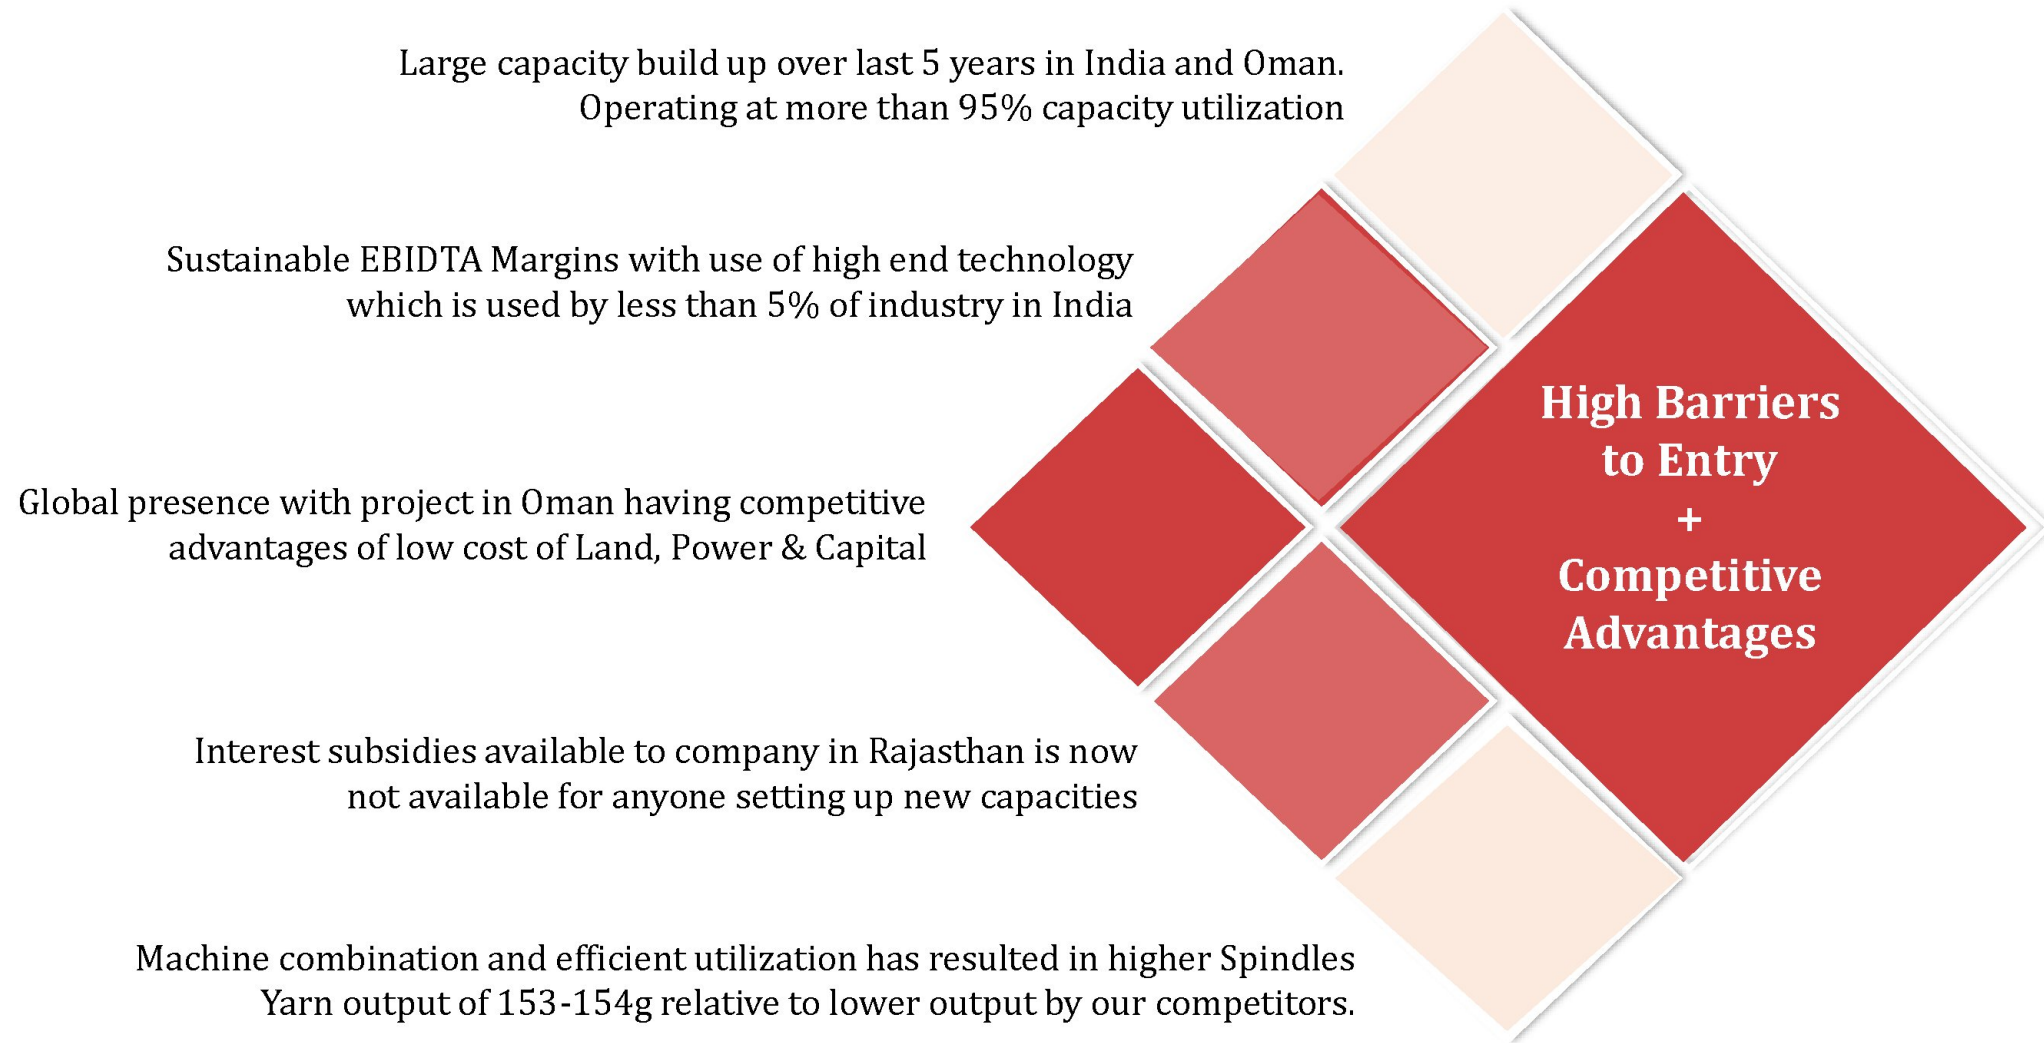 Large capacity build up over last 5 years in India and Oman.
Operating at more than 95% capacity utilization
Sustainable EBIDTA Margins with use of high end technology
which is used by less than 5% of industry in India
Global presence with project in Oman having competitive
advantages of low cost of Land, Power & Capital
Interest subsidies available to company in Rajasthan is now
not available for anyone setting up new capacities
Machine combination and efficient utilization has resulted in higher Spindles
Yarn output of 153-154g relative to lower output by our competitors.
High Barriers
to Entry
+
Competitive
Advantages